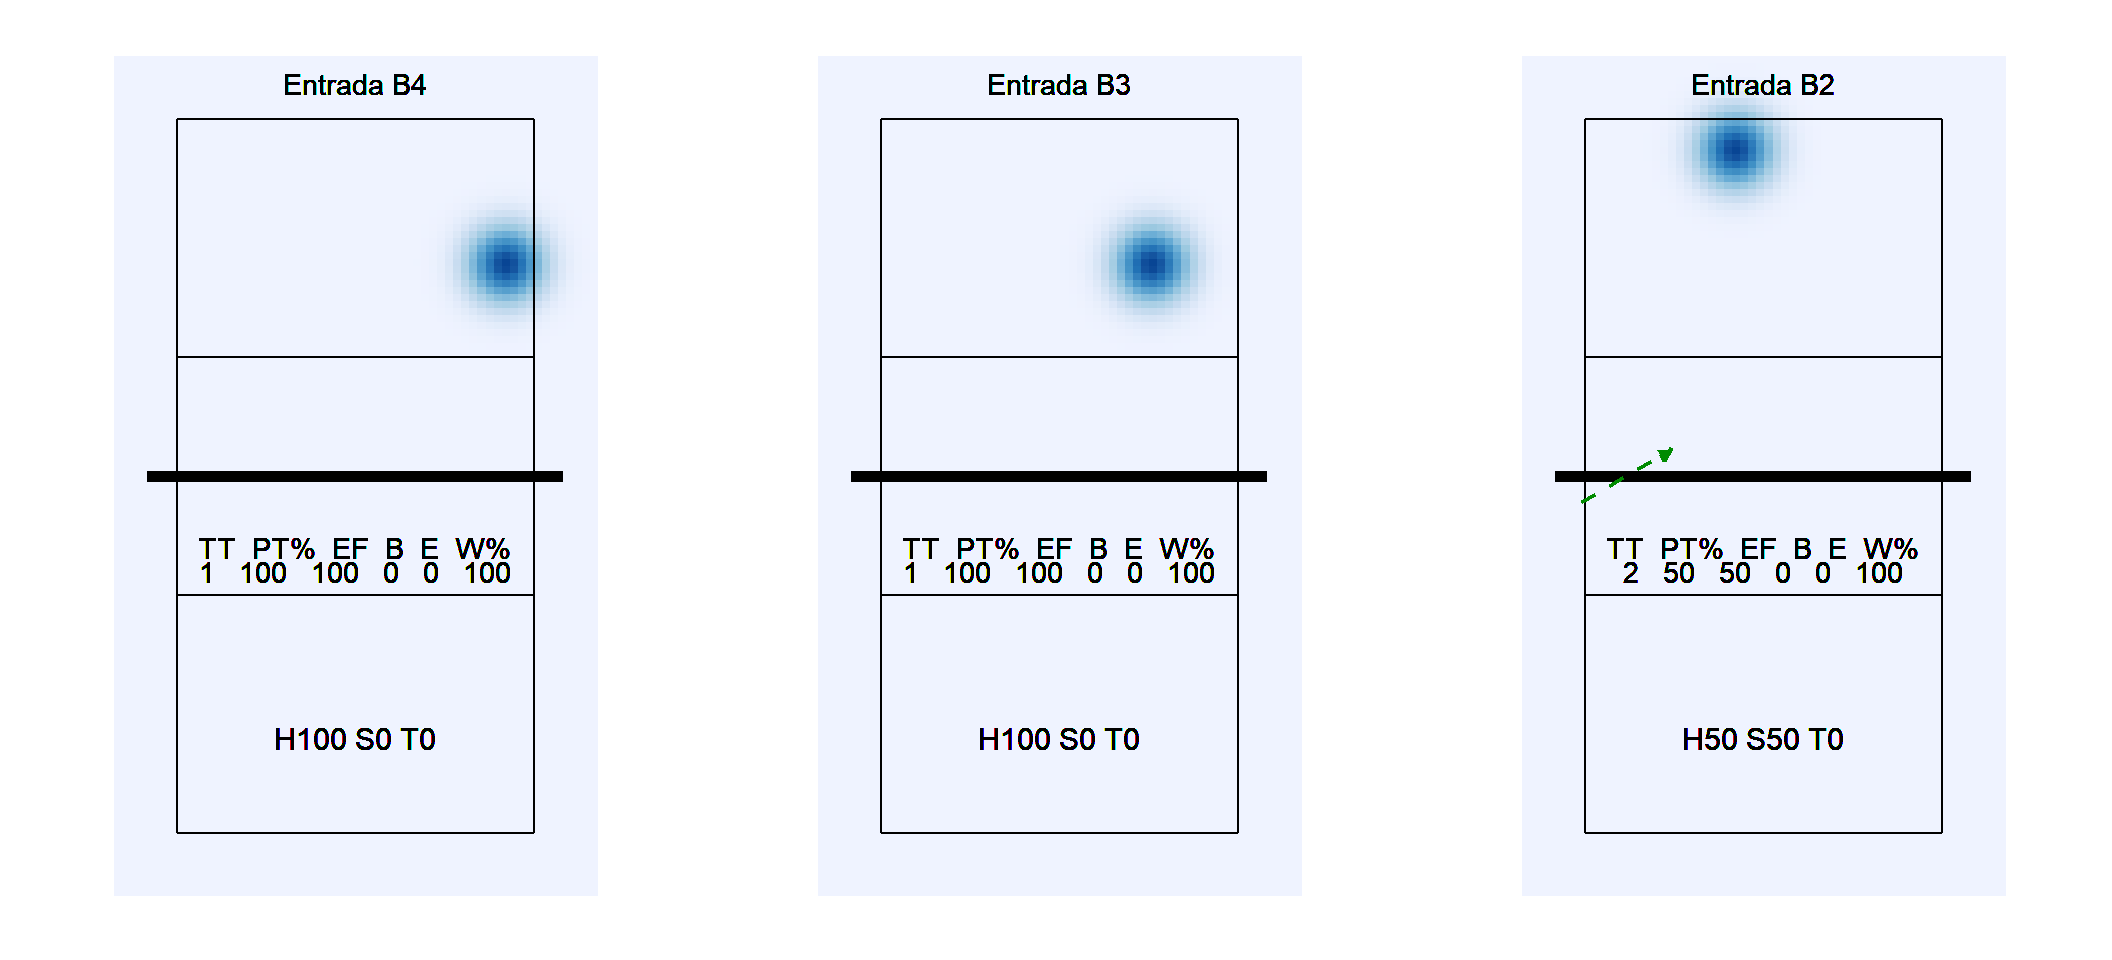 Entrada B4
TT PT% EF B E W%
1 100 100 0 0 100
H100 S0 T0
Entrada B3
TT PT% EF B E W%
1 100 100 0 0 100
H100 S0 T0
Entrada B2
TT PT% EF B E W%
2 50 50 0 0 100
H50 S50 T0